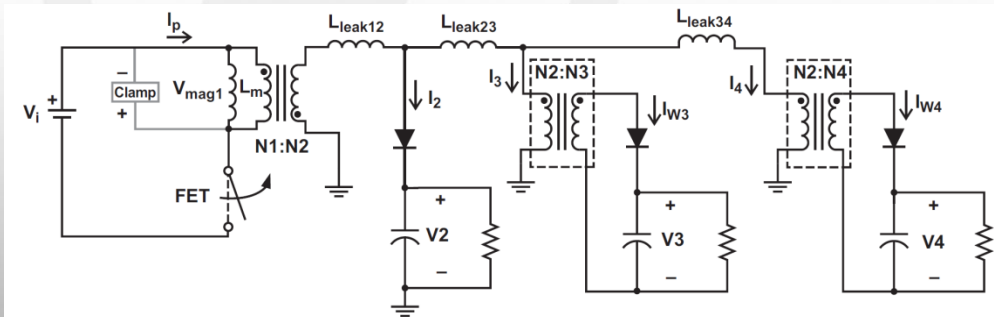 Ip
Lleak12
Lleak23
Lleak34
−
Clamp
+
Vmag1
Lm
I2
I3
N2:N3
IW3
I4
N2:N4
IW4
Vi
+
N1:N2
FET
+
V2
−
+
V3
−
+
V4
−